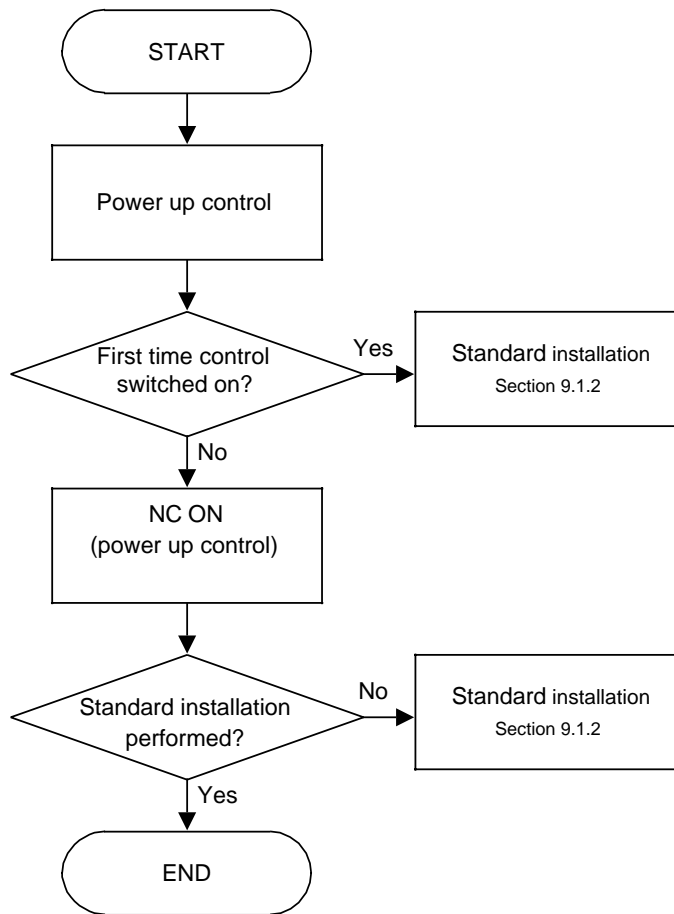 START
Power up control
First time control
switched on?
Yes
Standard installation
Section 9.1.2
No
NC ON
(power up control)
Standard installation
performed?
No
Standard installation
Section 9.1.2
Yes
END